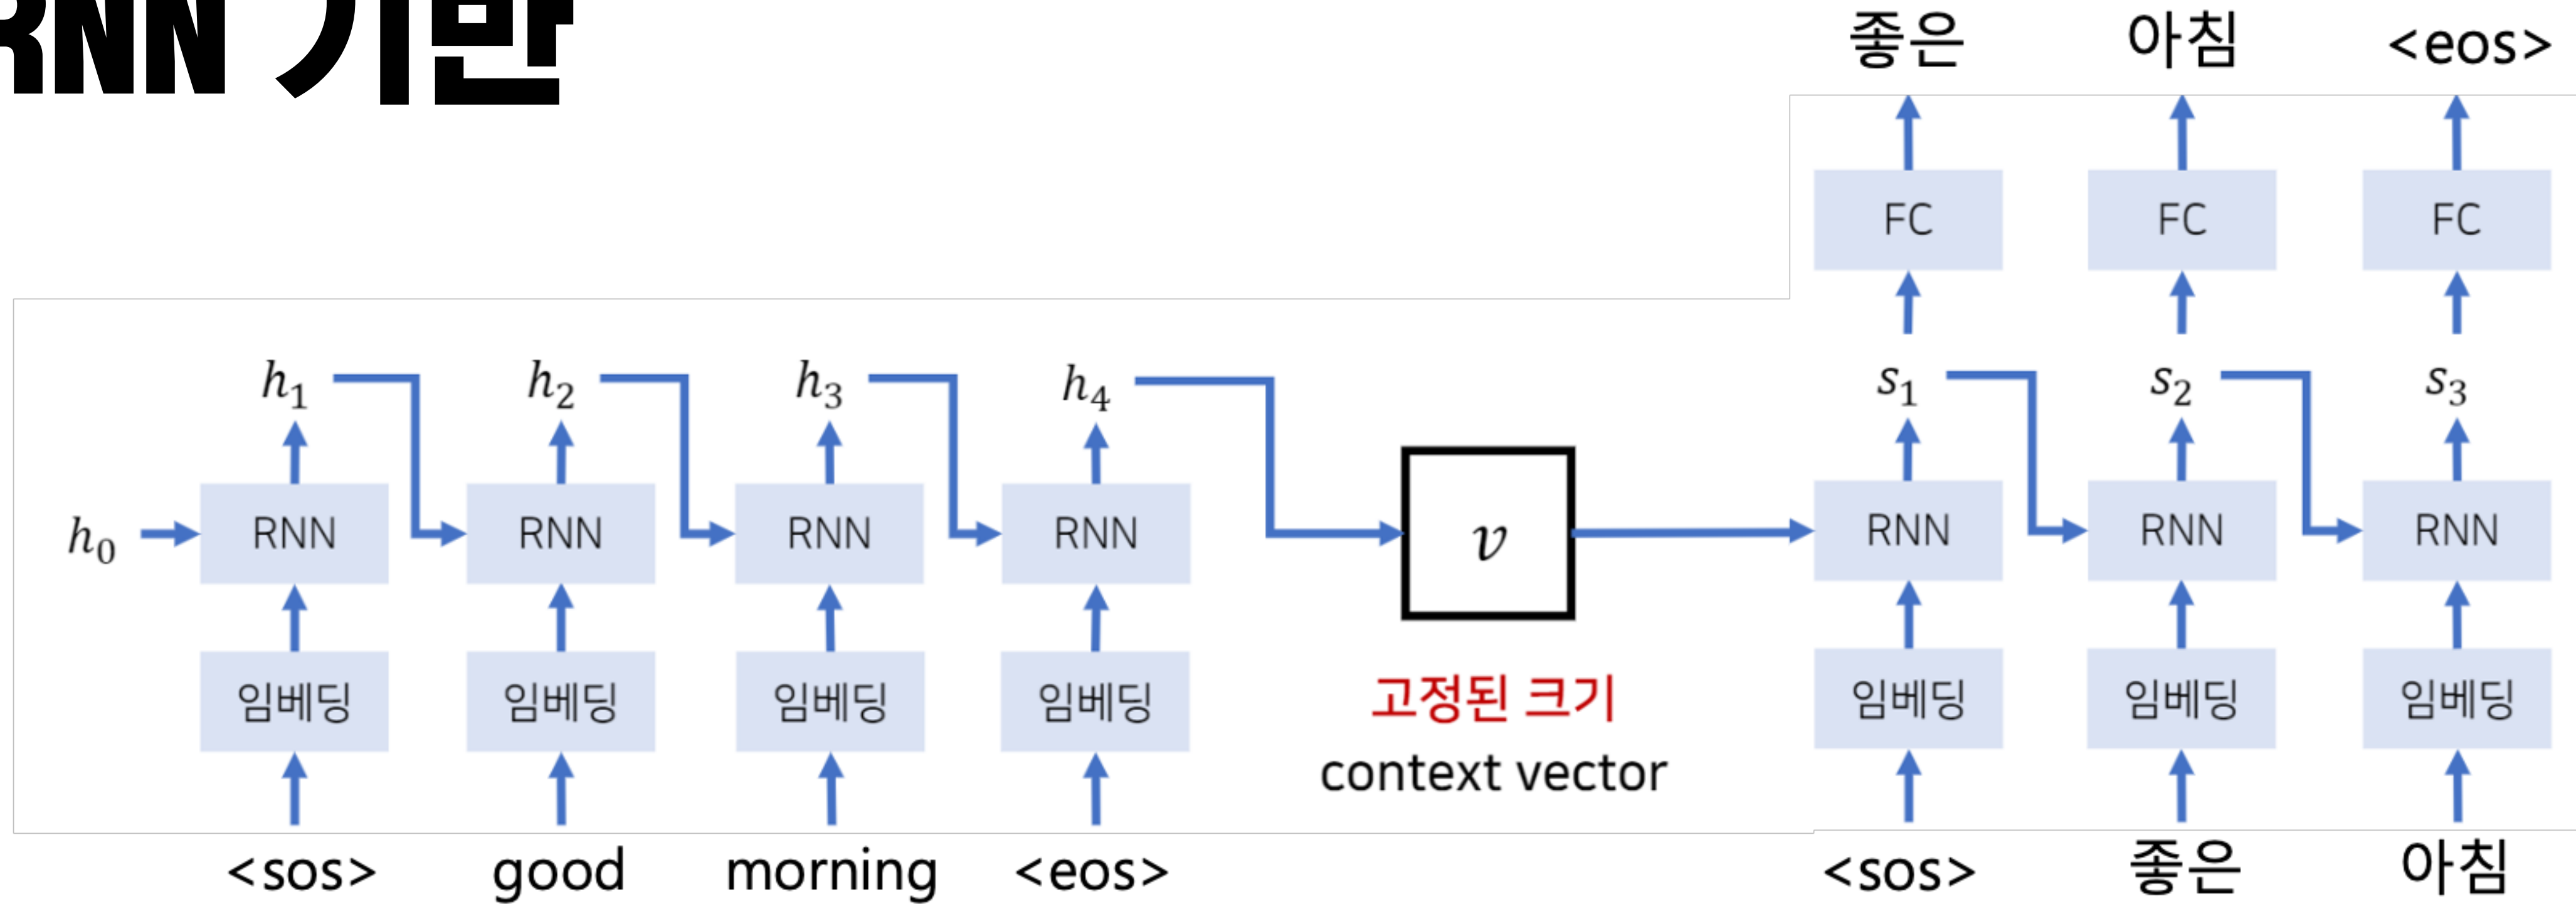 RNN 기반
좋은 아침 <eos>
FC FC FC
h1 h2 h3 h4 s1 s2 s3
h0 RNN RNN RNN RNN v RNN RNN RNN
임베딩 임베딩 임베딩 임베딩 고정된 크기 임베딩 임베딩 임베딩
context vector
<sos> good morning <eos> <sos> 좋은 아침